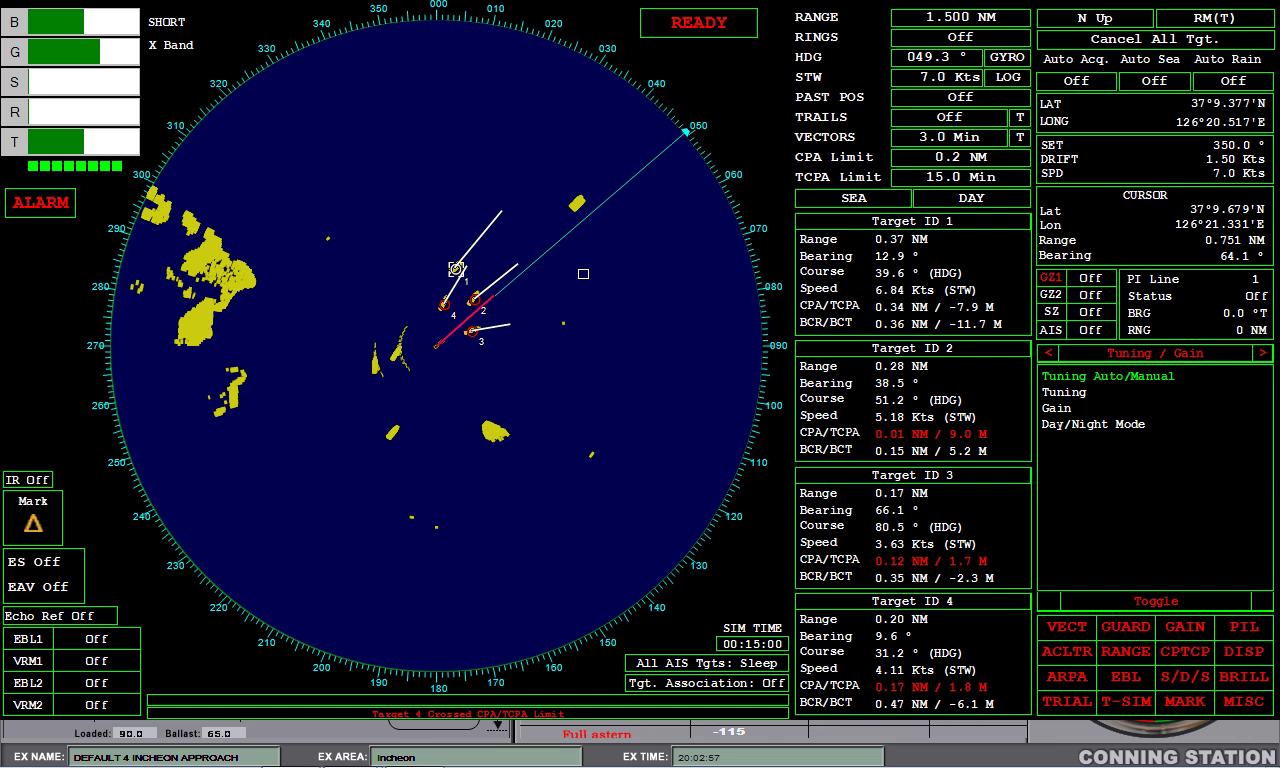 B
G
S
R
T
SHORT
X Band
ALARM
READY
000
010
020
030
040
050
060
070
080
090
100
110
120
130
140
150
160
170
180
190
200
210
220
230
240
250
260
270
280
290
300
310
320
330
340
350
1
2
3
4
IR Off
Mark
ES Off
EAV Off
Echo Ref Off
EBL1 Off
VRM1 Off
EBL2 Off
VRM2 Off
SIM TIME
00:15:00
All AIS Tgts: Sleep
Tgt. Association: Off
Target 4 Crossed CPA/TCPA Limit
RANGE 1.500 NM
RINGS Off
HDG 049.3 ° GYRO
STW 7.0 Kts LOG
PAST POS Off
TRAILS Off T
VECTORS 3.0 Min T
CPA Limit 0.2 NM
TCPA Limit 15.0 Min
SEA DAY
Target ID 1
Range 0.37 NM
Bearing 12.9 °
Course 39.6 ° (HDG)
Speed 6.84 Kts (STW)
CPA/TCPA 0.34 NM / -7.9 M
BCR/BCT 0.36 NM / -11.7 M
Target ID 2
Range 0.28 NM
Bearing 38.5 °
Course 51.2 ° (HDG)
Speed 5.18 Kts (STW)
CPA/TCPA 0.01 NM / 9.0 M
BCR/BCT 0.15 NM / 5.2 M
Target ID 3
Range 0.17 NM
Bearing 66.1 °
Course 80.5 ° (HDG)
Speed 3.63 Kts (STW)
CPA/TCPA 0.12 NM / 1.7 M
BCR/BCT 0.35 NM / -2.3 M
Target ID 4
Range 0.20 NM
Bearing 9.6 °
Course 31.2 ° (HDG)
Speed 4.11 Kts (STW)
CPA/TCPA 0.17 NM / 1.8 M
BCR/BCT 0.47 NM / -6.1 M
N Up RM(T)
Cancel All Tgt.
Auto Acq. Auto Sea Auto Rain
Off Off Off
LAT 37°9.377'N
LONG 126°20.517'E
SET 350.0 °
DRIFT 1.50 Kts
SPD 7.0 Kts
CURSOR
Lat 37°9.679'N
Lon 126°21.331'E
Range 0.751 NM
Bearing 64.1 °
GZ1 Off
GZ2 Off
SZ Off
AIS Off
PI Line 1
Status Off
BRG 0.0 °T
RNG 0 NM
< Tuning / Gain >
Tuning Auto/Manual
Tuning
Gain
Day/Night Mode
Toggle
VECT GUARD GAIN PIL
ACLTR RANGE CPTCP DISP
ARPA EBL S/D/S BRILL
TRIAL T-SIM MARK MISC
Loaded: 90.0 Ballast: 65.0
Full astern -115
EX NAME: DEFAULT 4 INCHEON APPROACH EX AREA: Incheon EX TIME: 20:02:57
CONNING STATION